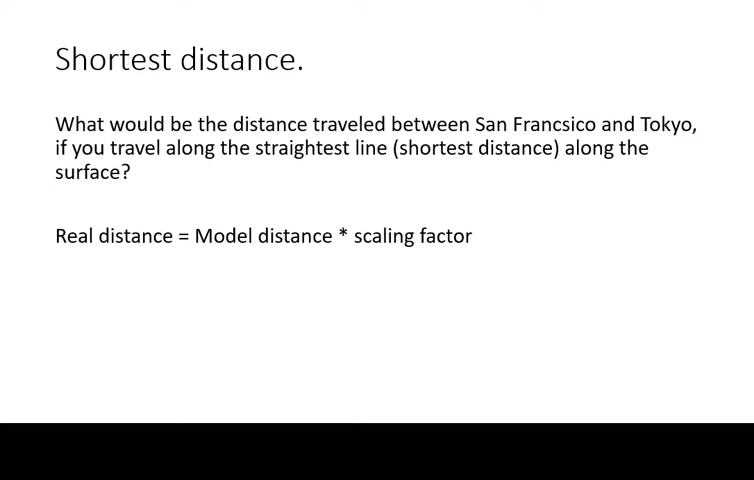 Shortest distance.
What would be the distance traveled between San Francsico and Tokyo,
if you travel along the straightest line (shortest distance) along the
surface?
Real distance = Model distance * scaling factor